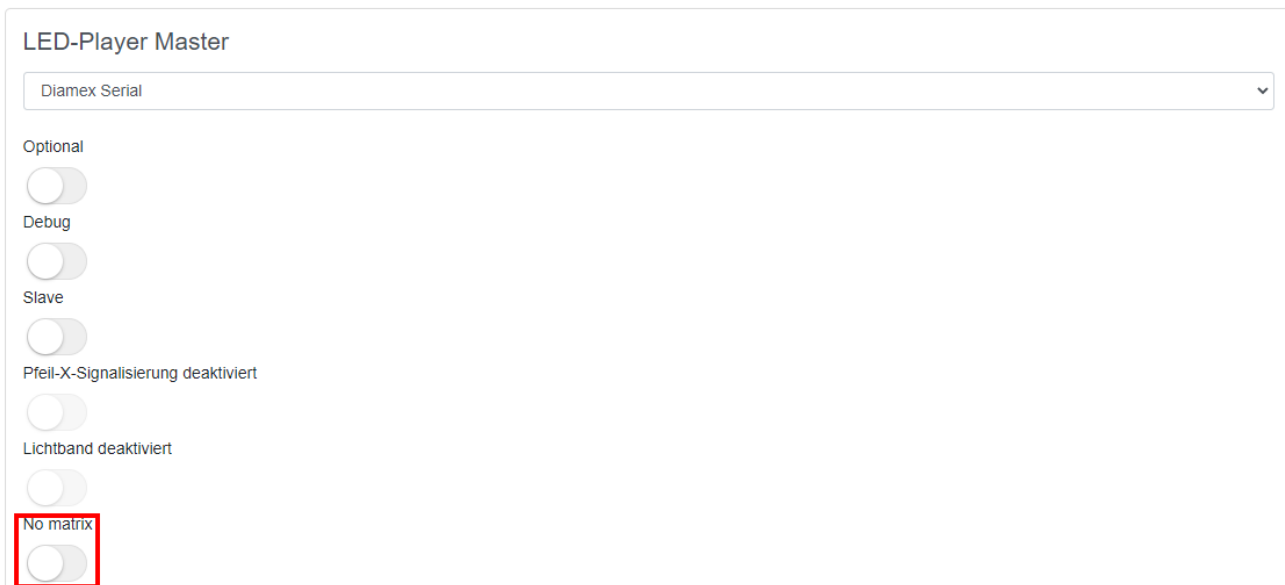 LED-Player Master
Diamex Serial
Optional
Debug
Slave
Pfeil-X-Signalisierung deaktiviert
Lichtband deaktiviert
No matrix